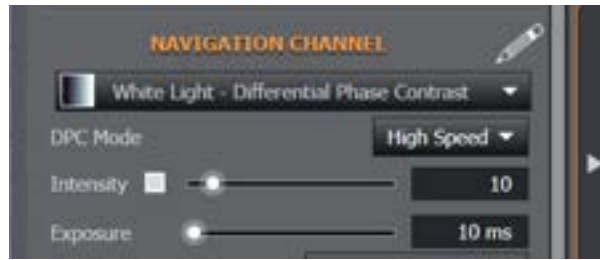 NAVIGATION CHANNEL
White Light - Differential Phase Contrast
DPC Mode High Speed
Intensity 10
Exposure 10 ms